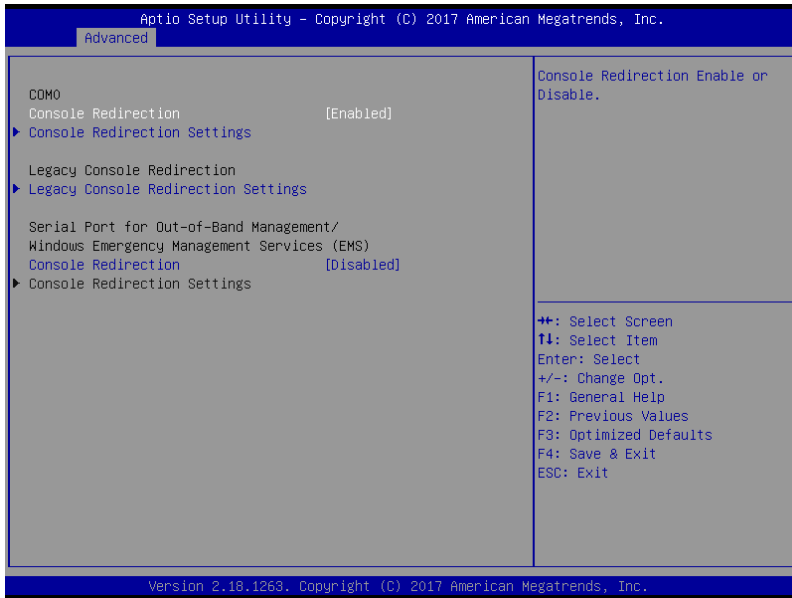 Aptio Setup Utility – Copyright (C) 2017 American Megatrends, Inc.
Advanced
COM0
Console Redirection [Enabled]
Console Redirection Settings
Legacy Console Redirection
Legacy Console Redirection Settings
Serial Port for Out-of-Band Management/
Windows Emergency Management Services (EMS)
Console Redirection [Disabled]
Console Redirection Settings
Console Redirection Enable or
Disable.
→←: Select Screen
↑↓: Select Item
Enter: Select
+/-: Change Opt.
F1: General Help
F2: Previous Values
F3: Optimized Defaults
F4: Save & Exit
ESC: Exit
Version 2.18.1263. Copyright (C) 2017 American Megatrends, Inc.